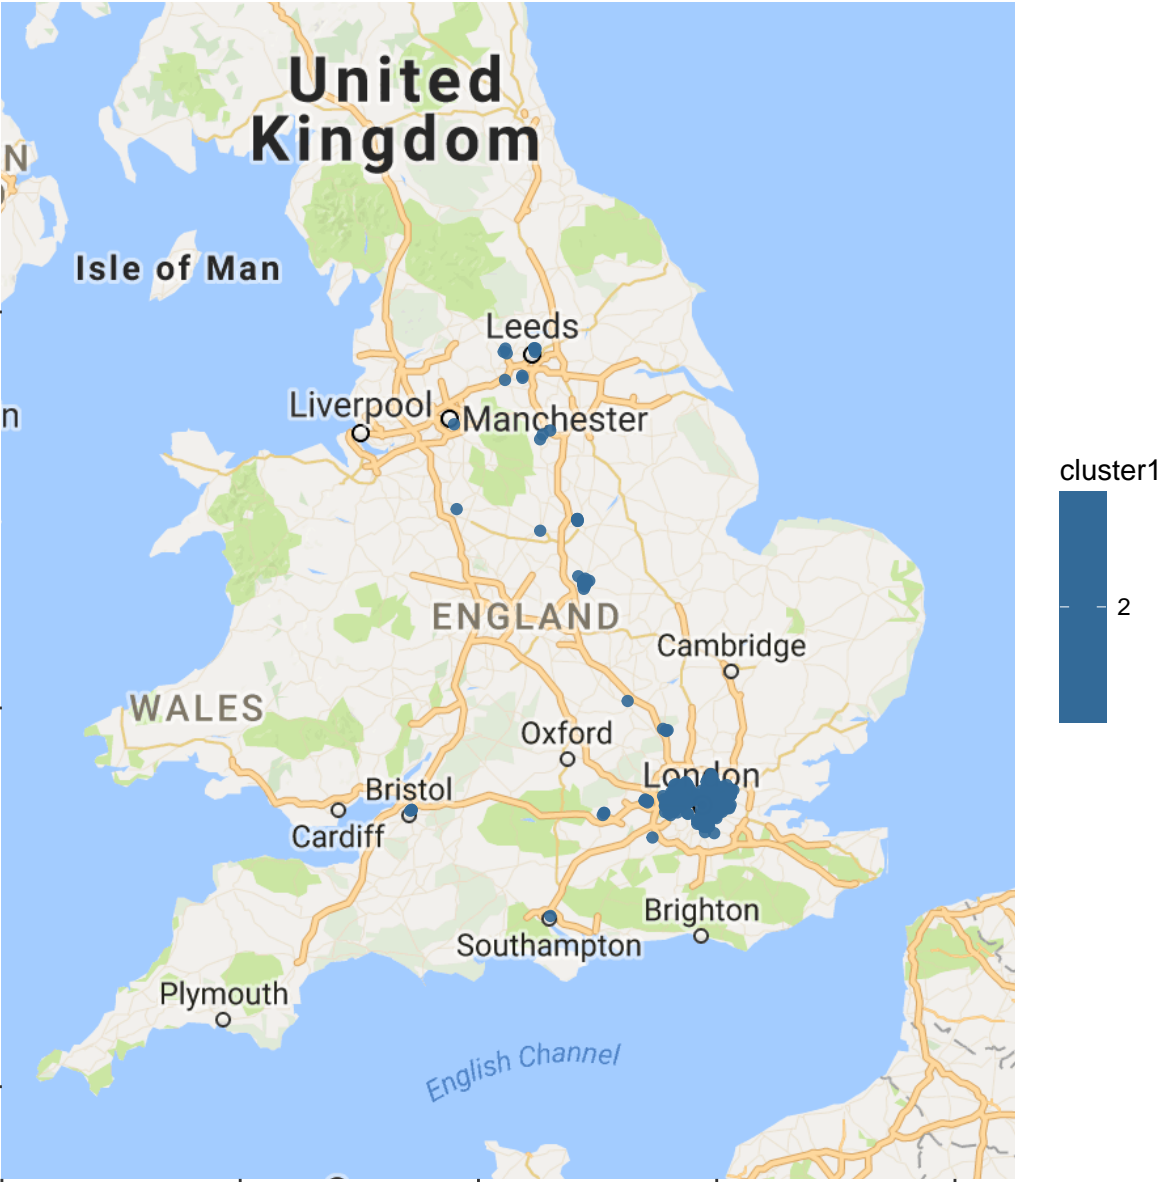 United
Kingdom
N
Isle of Man
Leeds
Liverpool
Manchester
n
cluster1
2
ENGLAND
Cambridge
WALES
Oxford
London
Bristol
Cardiff
Brighton
Southampton
Plymouth
English Channel